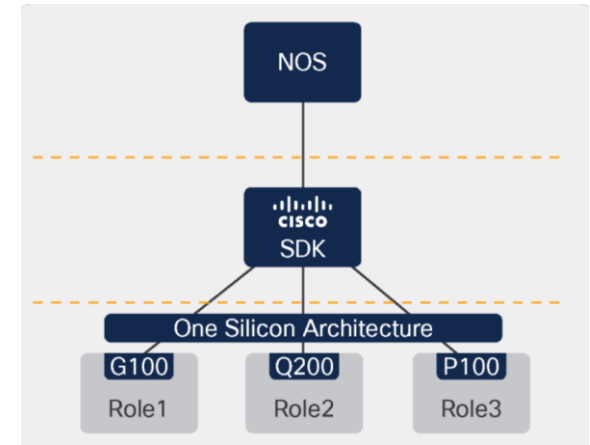 NOS
CISCO
SDK
One Silicon Architecture
G100 Q200 P100
Role1 Role2 Role3